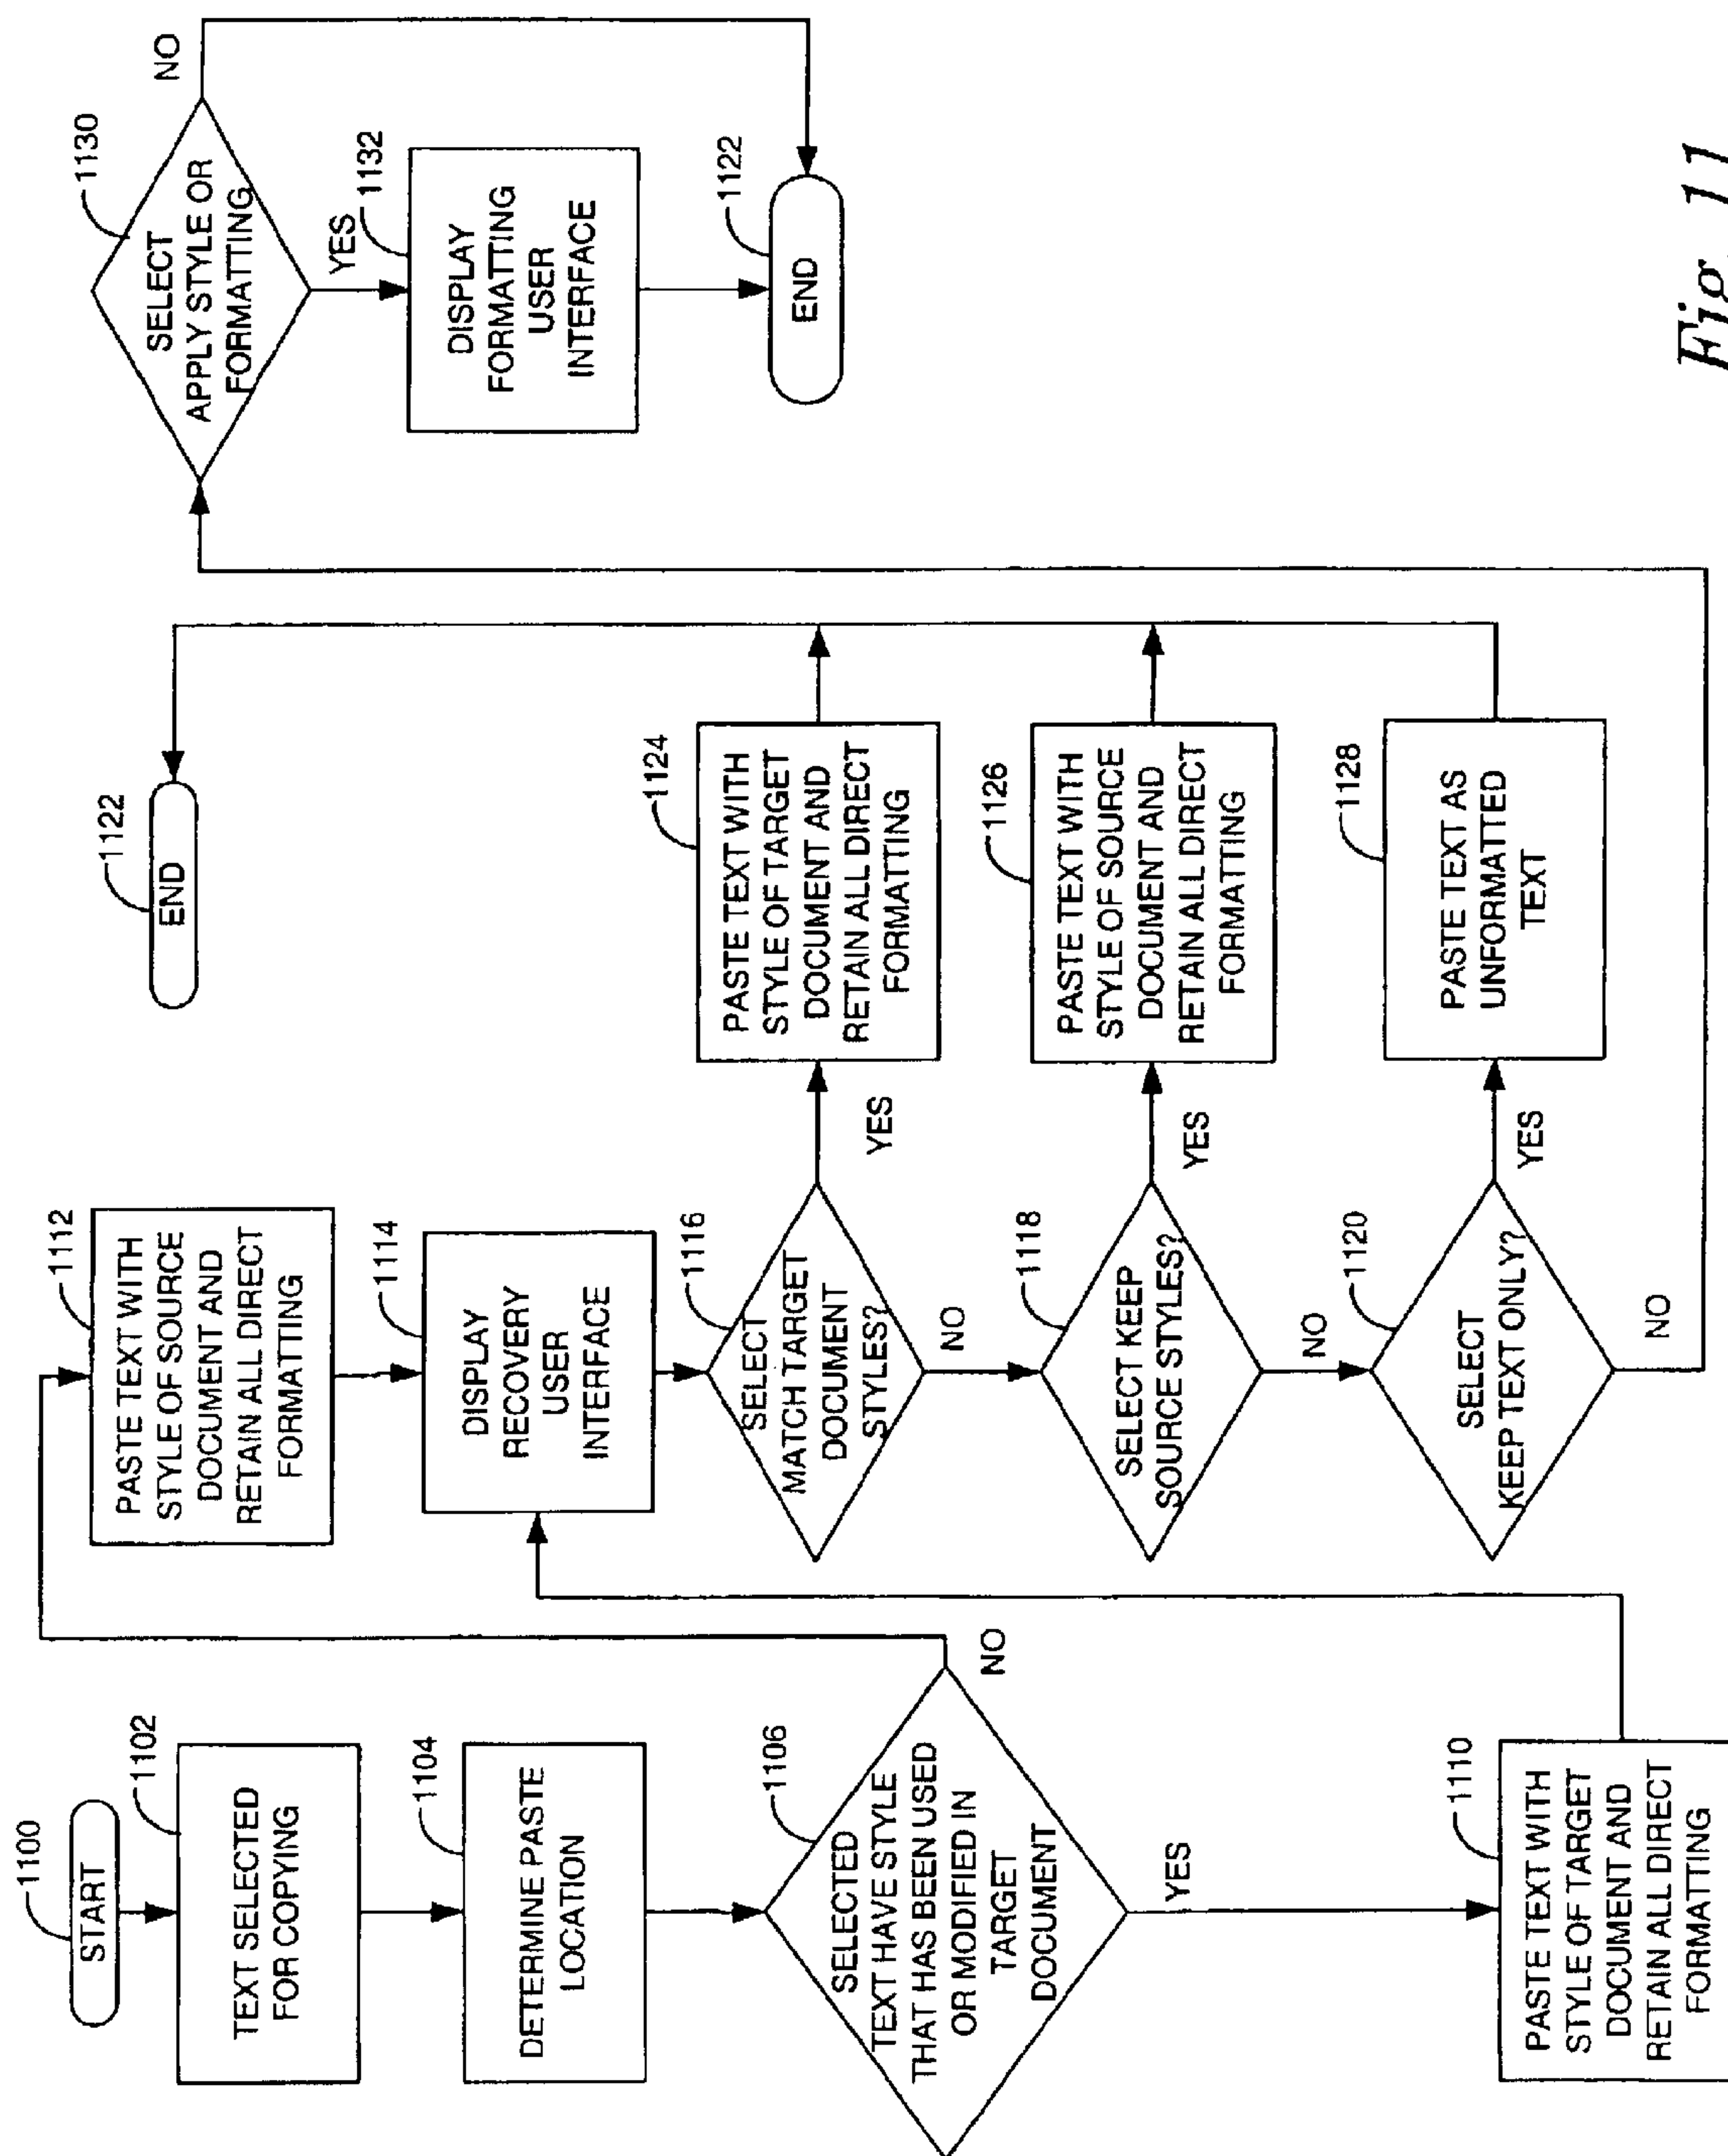 1100
START
1102
TEXT SELECTED
FOR COPYING
1104
DETERMINE PASTE
LOCATION
1106
SELECTED
TEXT HAVE STYLE
THAT HAS BEEN USED
OR MODIFIED IN
TARGET
DOCUMENT
NO
YES
1110
PASTE TEXT WITH
STYLE OF TARGET
DOCUMENT AND
RETAIN ALL DIRECT
FORMATTING
1112
PASTE TEXT WITH
STYLE OF SOURCE
DOCUMENT AND
RETAIN ALL DIRECT
FORMATTING
1114
DISPLAY
RECOVERY
USER
INTERFACE
1116
SELECT
MATCH TARGET
DOCUMENT
STYLES?
YES
NO
1118
SELECT KEEP
SOURCE STYLES?
YES
NO
1120
SELECT
KEEP TEXT ONLY?
YES
NO
1122
END
1124
PASTE TEXT WITH
STYLE OF TARGET
DOCUMENT AND
RETAIN ALL DIRECT
FORMATTING
1126
PASTE TEXT WITH
STYLE OF SOURCE
DOCUMENT AND
RETAIN ALL DIRECT
FORMATTING
1128
PASTE TEXT AS
UNFORMATTED
TEXT
1130
SELECT
APPLY STYLE OR
FORMATTING
NO
YES
1132
DISPLAY
FORMATTING
USER
INTERFACE
1122
END
Fig. 11